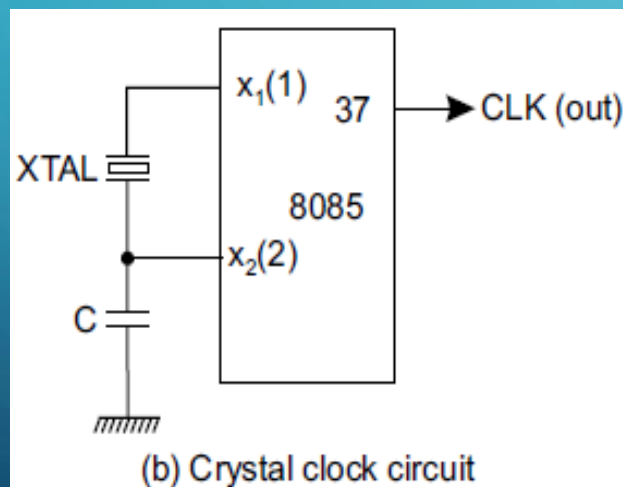 x₁(1)
37
CLK (out)
XTAL
8085
x₂(2)
C
(b) Crystal clock circuit